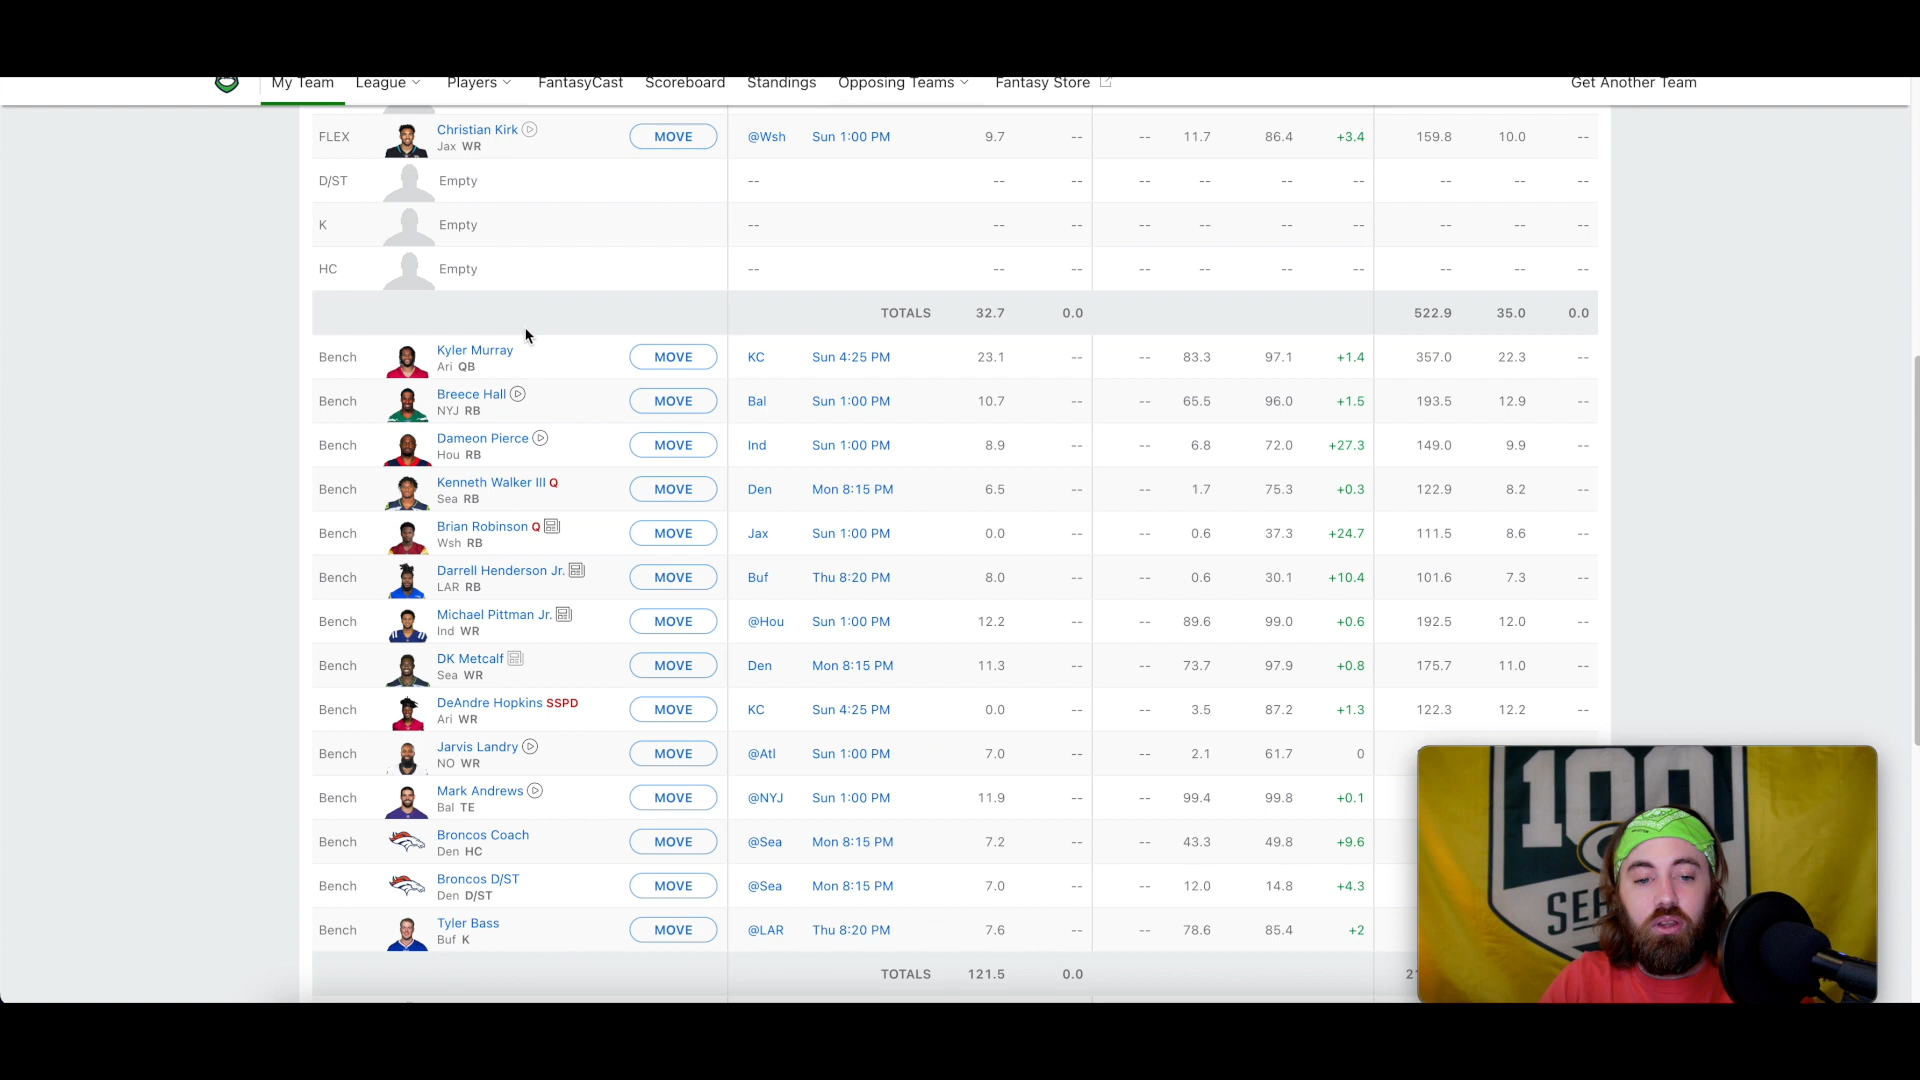 My Team League Players FantasyCast Scoreboard Standings Opposing Teams Fantasy Store Get Another Team
FLEX Christian Kirk MOVE @Wsh Sun 1:00 PM 9.7 -- -- 11.7 86.4 +3.4 159.8 10.0 --
Jax WR
D/ST Empty -- -- -- -- -- -- -- -- -- --
K Empty -- -- -- -- -- -- -- -- -- --
HC Empty -- -- -- -- -- -- -- -- -- --
TOTALS 32.7 0.0 522.9 35.0 0.0
Bench Kyler Murray MOVE KC Sun 4:25 PM 23.1 -- -- 83.3 97.1 +1.4 357.0 22.3 --
Ari QB
Bench Breece Hall MOVE Bal Sun 1:00 PM 10.7 -- -- 65.5 96.0 +1.5 193.5 12.9 --
NYJ RB
Bench Dameon Pierce MOVE Ind Sun 1:00 PM 8.9 -- -- 6.8 72.0 +27.3 149.0 9.9 --
Hou RB
Bench Kenneth Walker III Q MOVE Den Mon 8:15 PM 6.5 -- -- 1.7 75.3 +0.3 122.9 8.2 --
Sea RB
Bench Brian Robinson Q MOVE Jax Sun 1:00 PM 0.0 -- -- 0.6 37.3 +24.7 111.5 8.6 --
Wsh RB
Bench Darrell Henderson Jr. MOVE Buf Thu 8:20 PM 8.0 -- -- 0.6 30.1 +10.4 101.6 7.3 --
LAR RB
Bench Michael Pittman Jr. MOVE @Hou Sun 1:00 PM 12.2 -- -- 89.6 99.0 +0.6 192.5 12.0 --
Ind WR
Bench DK Metcalf MOVE Den Mon 8:15 PM 11.3 -- -- 73.7 97.9 +0.8 175.7 11.0 --
Sea WR
Bench DeAndre Hopkins SSPD MOVE KC Sun 4:25 PM 0.0 -- -- 3.5 87.2 +1.3 122.3 12.2 --
Ari WR
Bench Jarvis Landry MOVE @Atl Sun 1:00 PM 7.0 -- -- 2.1 61.7 0
NO WR
Bench Mark Andrews MOVE @NYJ Sun 1:00 PM 11.9 -- -- 99.4 99.8 +0.1
Bal TE
Bench Broncos Coach MOVE @Sea Mon 8:15 PM 7.2 -- -- 43.3 49.8 +9.6
Den HC
Bench Broncos D/ST MOVE @Sea Mon 8:15 PM 7.0 -- -- 12.0 14.8 +4.3
Den D/ST
Bench Tyler Bass MOVE @LAR Thu 8:20 PM 7.6 -- -- 78.6 85.4 +2
Buf K
TOTALS 121.5 0.0
100